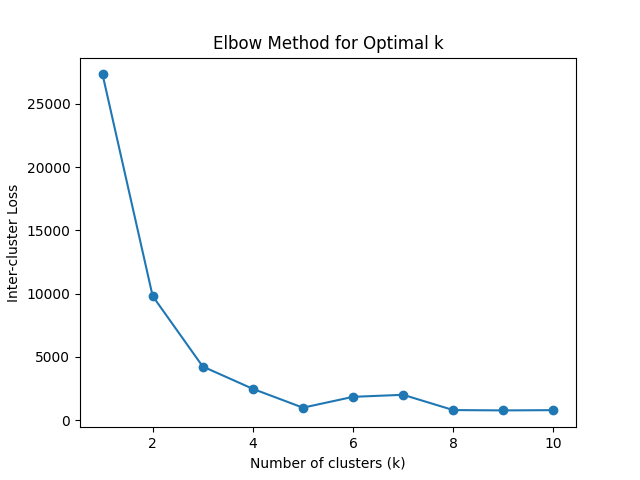 Elbow Method for Optimal k
Inter-cluster Loss
25000
20000
15000
10000
5000
0
2 4 6 8 10
Number of clusters (k)